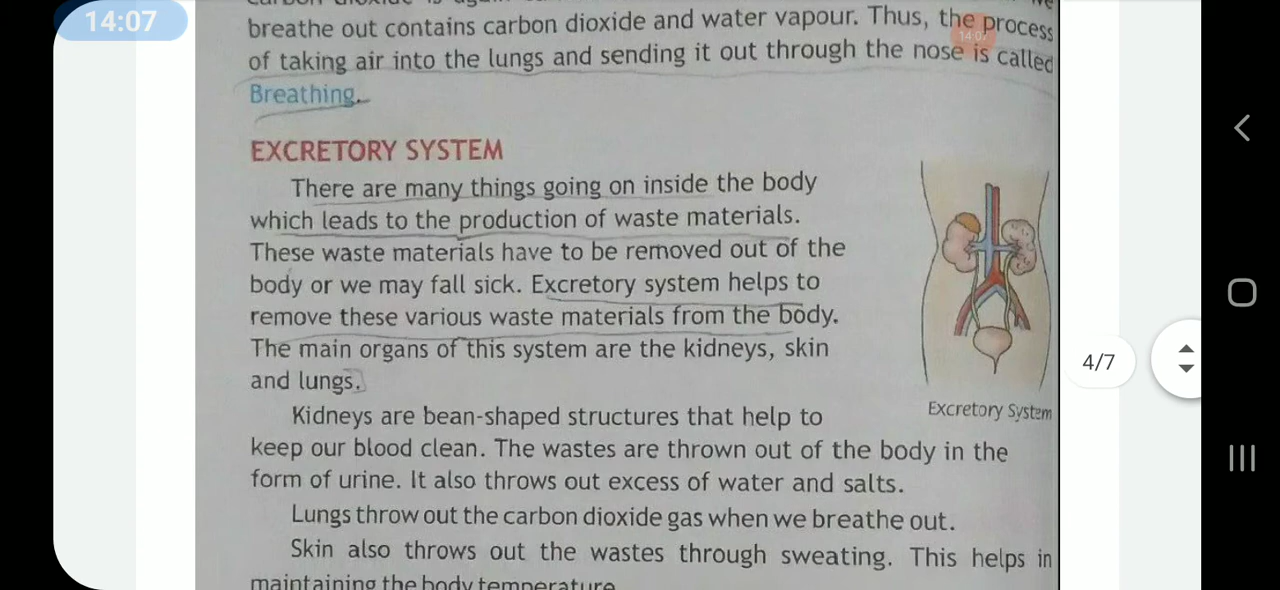 14:07
breathe out contains carbon dioxide and water vapour. Thus, the process
14:07
of taking air into the lungs and sending it out through the nose is called
Breathing.
EXCRETORY SYSTEM
There are many things going on inside the body
which leads to the production of waste materials.
These waste materials have to be removed out of the
body or we may fall sick. Excretory system helps to
remove these various waste materials from the body.
The main organs of this system are the kidneys, skin
and lungs.
Excretory System
4/7
Kidneys are bean-shaped structures that help to
keep our blood clean. The wastes are thrown out of the body in the
form of urine. It also throws out excess of water and salts.
Lungs throw out the carbon dioxide gas when we breathe out.
Skin also throws out the wastes through sweating. This helps in
maintaining the body temperature